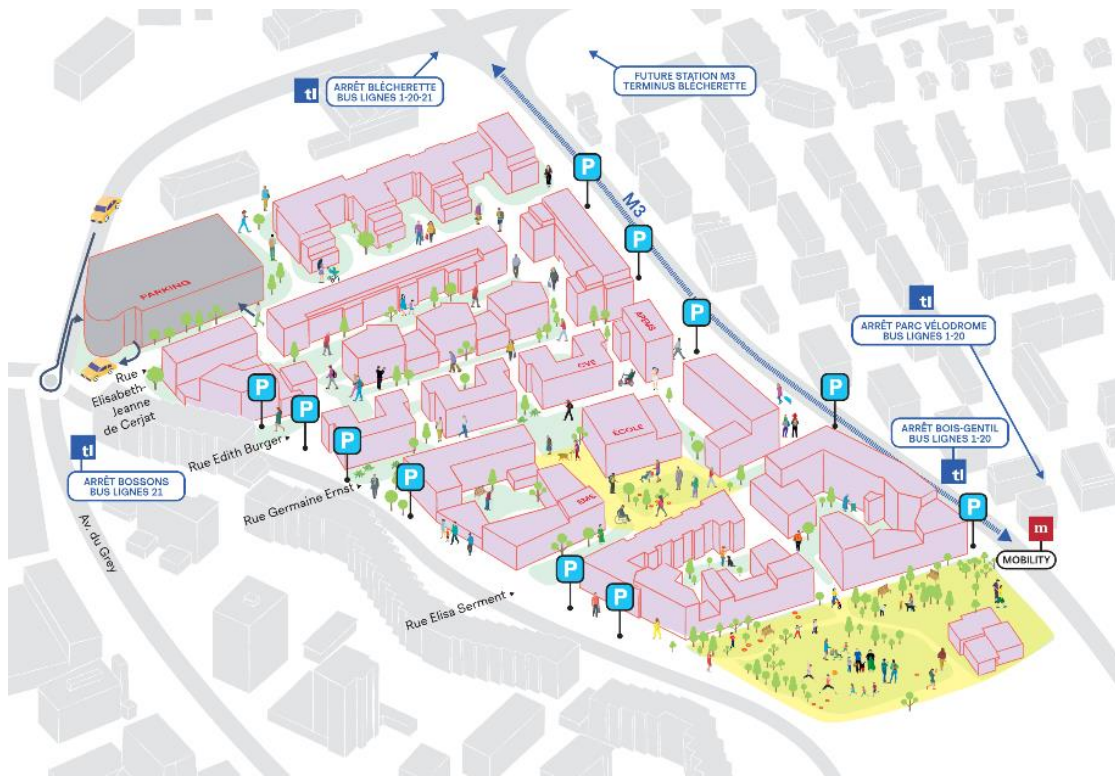 tl
ARRÊT BLÉCHERETTE
BUS LIGNES 1-20-21
FUTURE STATION M3
TERMINUS BLÉCHERETTE
P
M3
P
PARKING
P
tl
ARRÊT PARC VÉLODROME
BUS LIGNES 1-20
APEMS
CVE
Rue
Elisabeth-
Jeanne
de Cerjat
P
P
P
ÉCOLE
ARRÊT BOIS-GENTIL
BUS LIGNES 1-20
tl
Rue Edith Burger
P
tl
ARRÊT BOSSONS
BUS LIGNES 21
P
Rue Germaine Ernst
SME
P
m
MOBILITY
Av. du Grey
P
Rue Elisa Serment
P